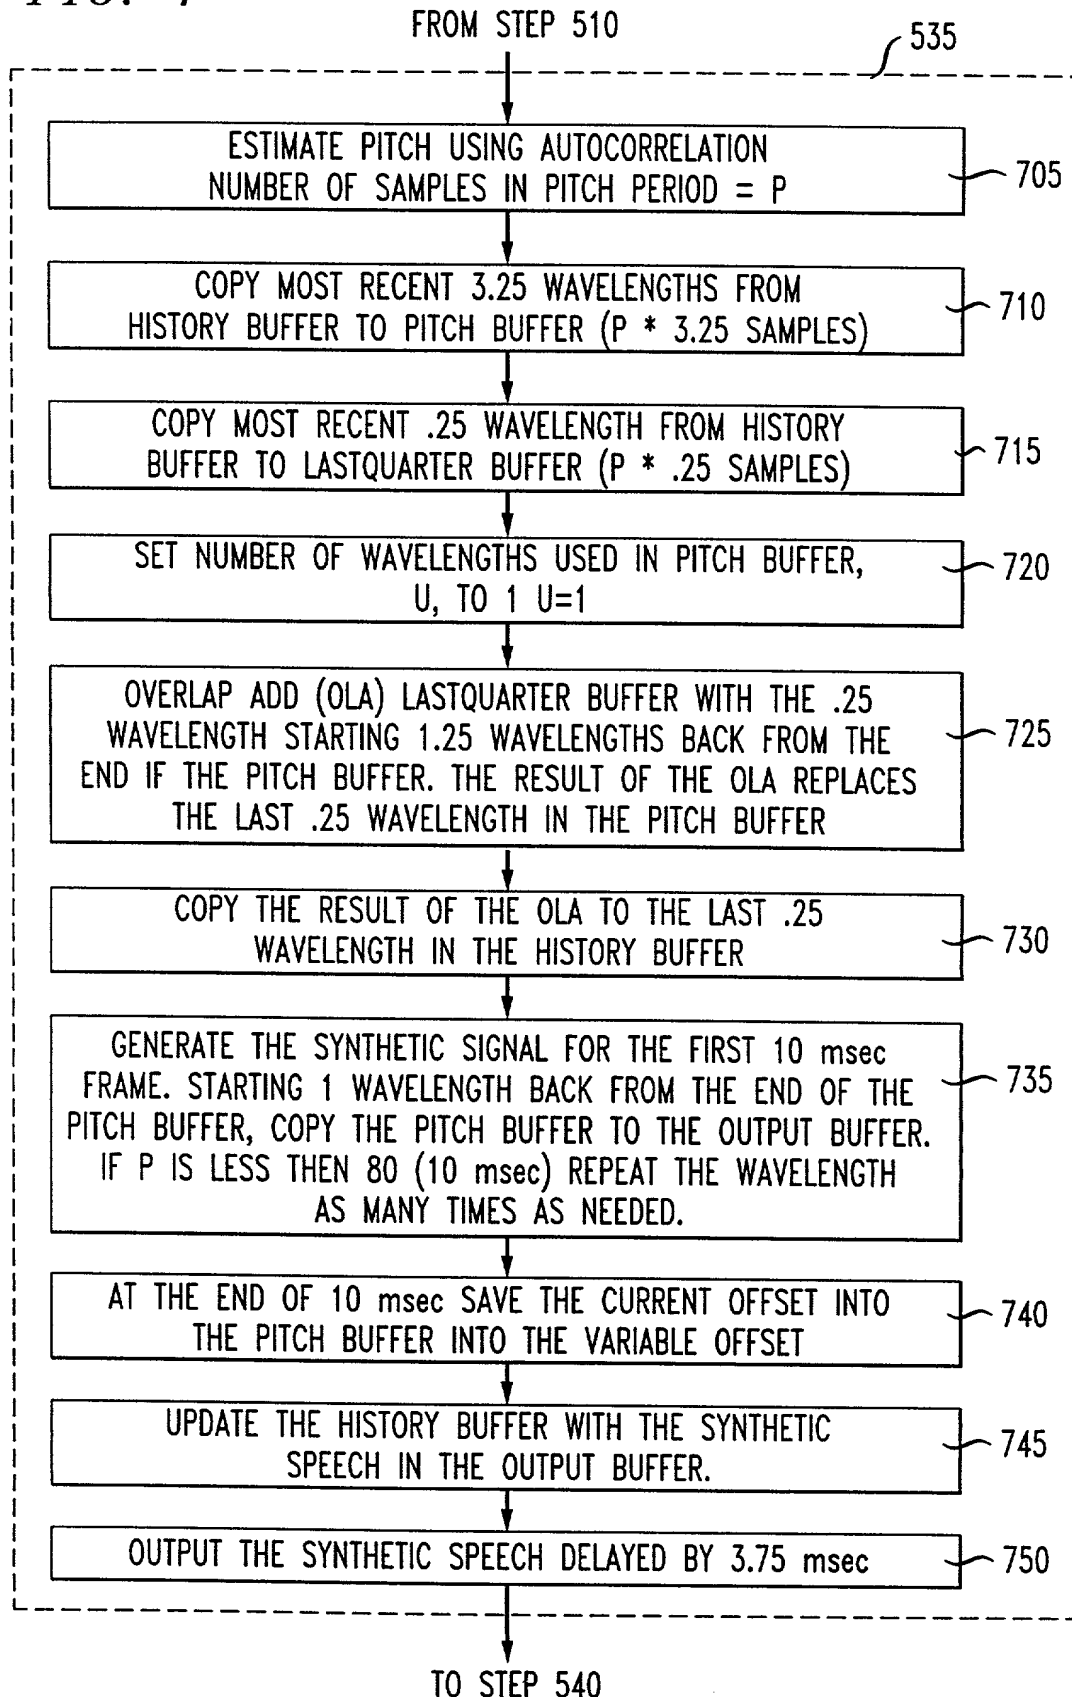 FROM STEP 510
535
ESTIMATE PITCH USING AUTOCORRELATION
NUMBER OF SAMPLES IN PITCH PERIOD = P
705
COPY MOST RECENT 3.25 WAVELENGTHS FROM
HISTORY BUFFER TO PITCH BUFFER (P * 3.25 SAMPLES)
710
COPY MOST RECENT .25 WAVELENGTH FROM HISTORY
BUFFER TO LASTQUARTER BUFFER (P * .25 SAMPLES)
715
SET NUMBER OF WAVELENGTHS USED IN PITCH BUFFER,
U, TO 1 U=1
720
OVERLAP ADD (OLA) LASTQUARTER BUFFER WITH THE .25
WAVELENGTH STARTING 1.25 WAVELENGTHS BACK FROM THE
END IF THE PITCH BUFFER. THE RESULT OF THE OLA REPLACES
THE LAST .25 WAVELENGTH IN THE PITCH BUFFER
725
COPY THE RESULT OF THE OLA TO THE LAST .25
WAVELENGTH IN THE HISTORY BUFFER
730
GENERATE THE SYNTHETIC SIGNAL FOR THE FIRST 10 msec
FRAME. STARTING 1 WAVELENGTH BACK FROM THE END OF THE
PITCH BUFFER, COPY THE PITCH BUFFER TO THE OUTPUT BUFFER.
IF P IS LESS THEN 80 (10 msec) REPEAT THE WAVELENGTH
AS MANY TIMES AS NEEDED.
735
AT THE END OF 10 msec SAVE THE CURRENT OFFSET INTO
THE PITCH BUFFER INTO THE VARIABLE OFFSET
740
UPDATE THE HISTORY BUFFER WITH THE SYNTHETIC
SPEECH IN THE OUTPUT BUFFER.
745
OUTPUT THE SYNTHETIC SPEECH DELAYED BY 3.75 msec
750
TO STEP 540